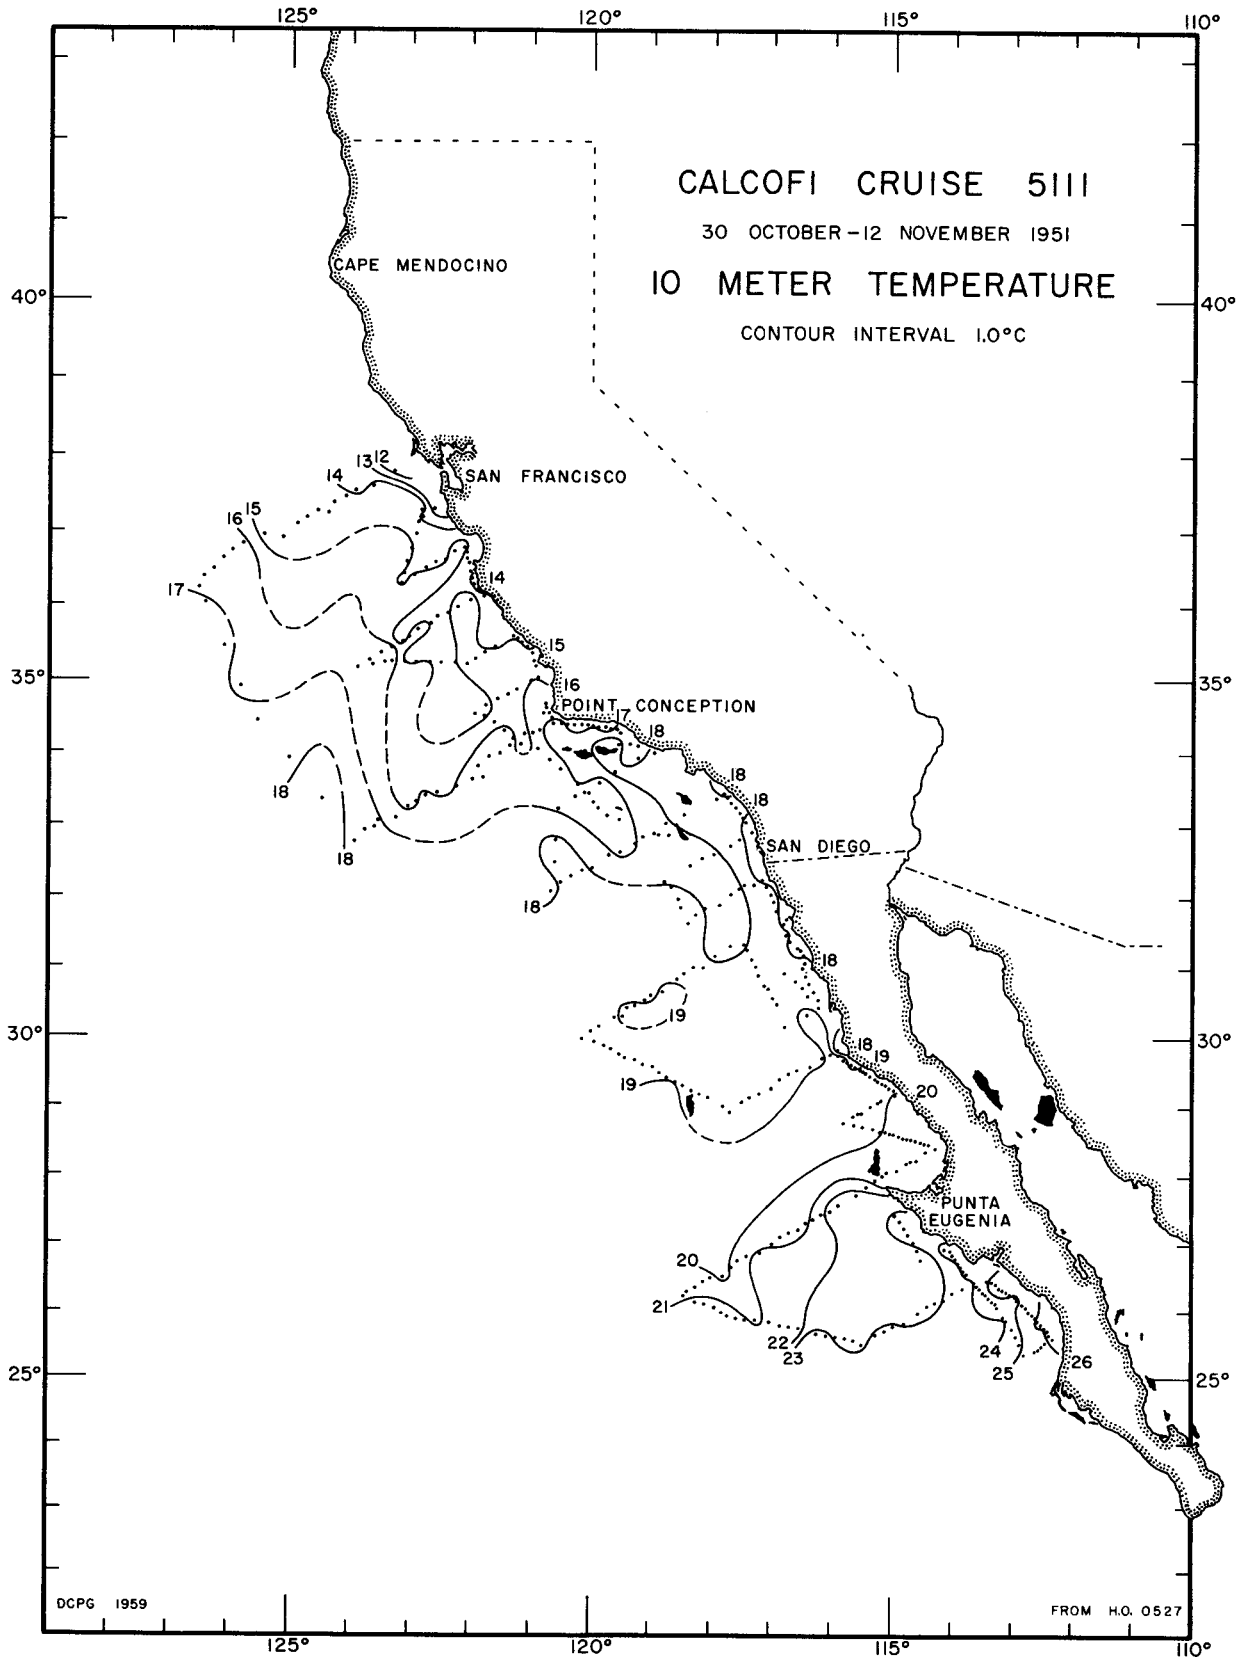 125° 120° 115° 110°
CALCOFI CRUISE 5111
30 OCTOBER-12 NOVEMBER 1951
CAPE MENDOCINO
10 METER TEMPERATURE
40° 40°
CONTOUR INTERVAL 1.0°C
13 12
14 SAN FRANCISCO
16 15
14
17
15
35° 35°
16
POINT CONCEPTION
17
18
18
18
18
SAN DIEGO
18
18
18
19
30° 30°
18
19
19
20
PUNTA
EUGENIA
20
21
22
23
24
25
26
25° 25°
DCPG 1959
FROM H.O. 0527
125° 120° 115° 110°